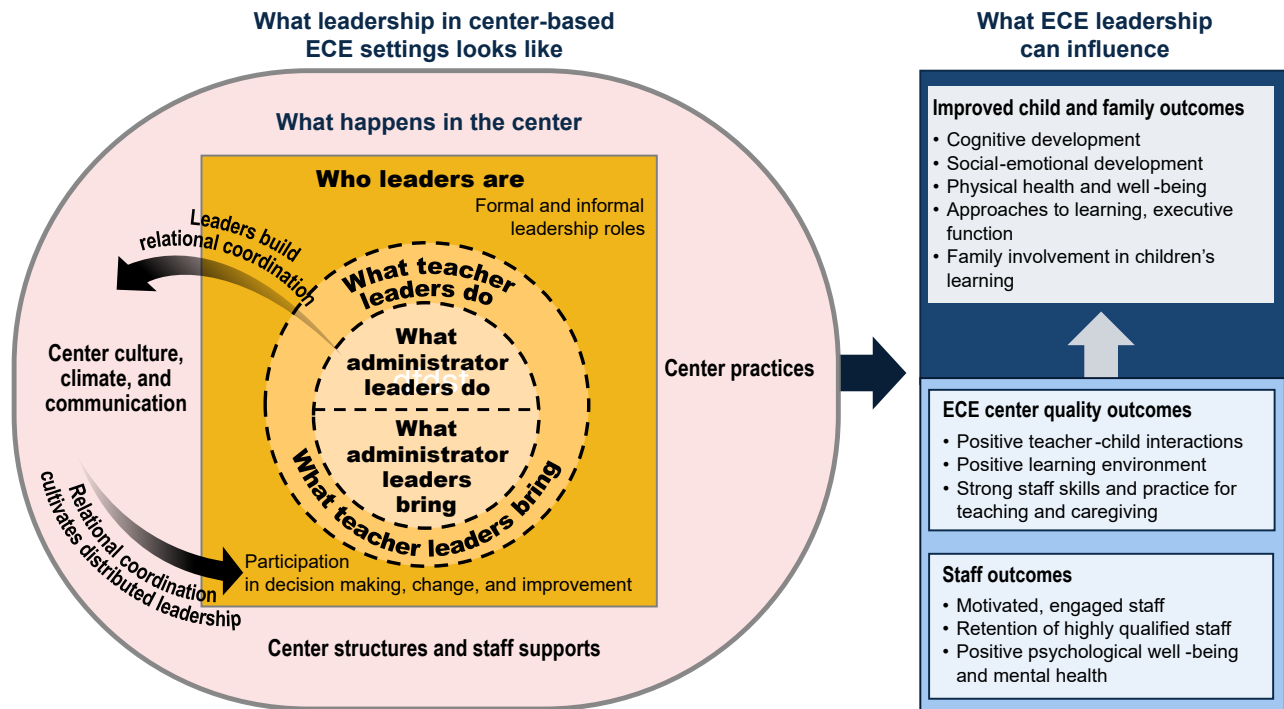 What leadership in center-based
ECE settings looks like
What happens in the center
Who leaders are
Formal and informal
leadership roles
Leaders build
relational coordination
What teacher
leaders do
What
administrator
leaders do
What
administrator
leaders
bring
What teacher leaders bring
Center culture,
climate, and
communication
Center practices
Relational coordination
cultivates distributed leadership
Participation
in decision making, change, and improvement
Center structures and staff supports
What ECE leadership
can influence
Improved child and family outcomes
• Cognitive development
• Social-emotional development
• Physical health and well-being
• Approaches to learning, executive
function
• Family involvement in children's
learning
ECE center quality outcomes
• Positive teacher-child interactions
• Positive learning environment
• Strong staff skills and practice for
teaching and caregiving
Staff outcomes
• Motivated, engaged staff
• Retention of highly qualified staff
• Positive psychological well-being
and mental health